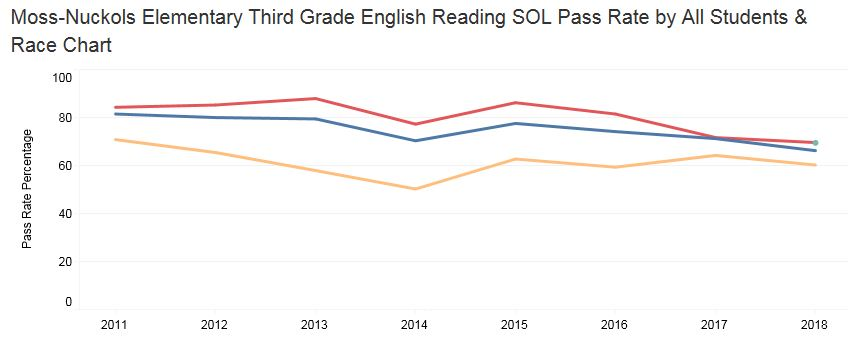 Moss-Nuckols Elementary Third Grade English Reading SOL Pass Rate by All Students &
Race Chart
Pass Rate Percentage
100
80
60
40
20
0
2011 2012 2013 2014 2015 2016 2017 2018